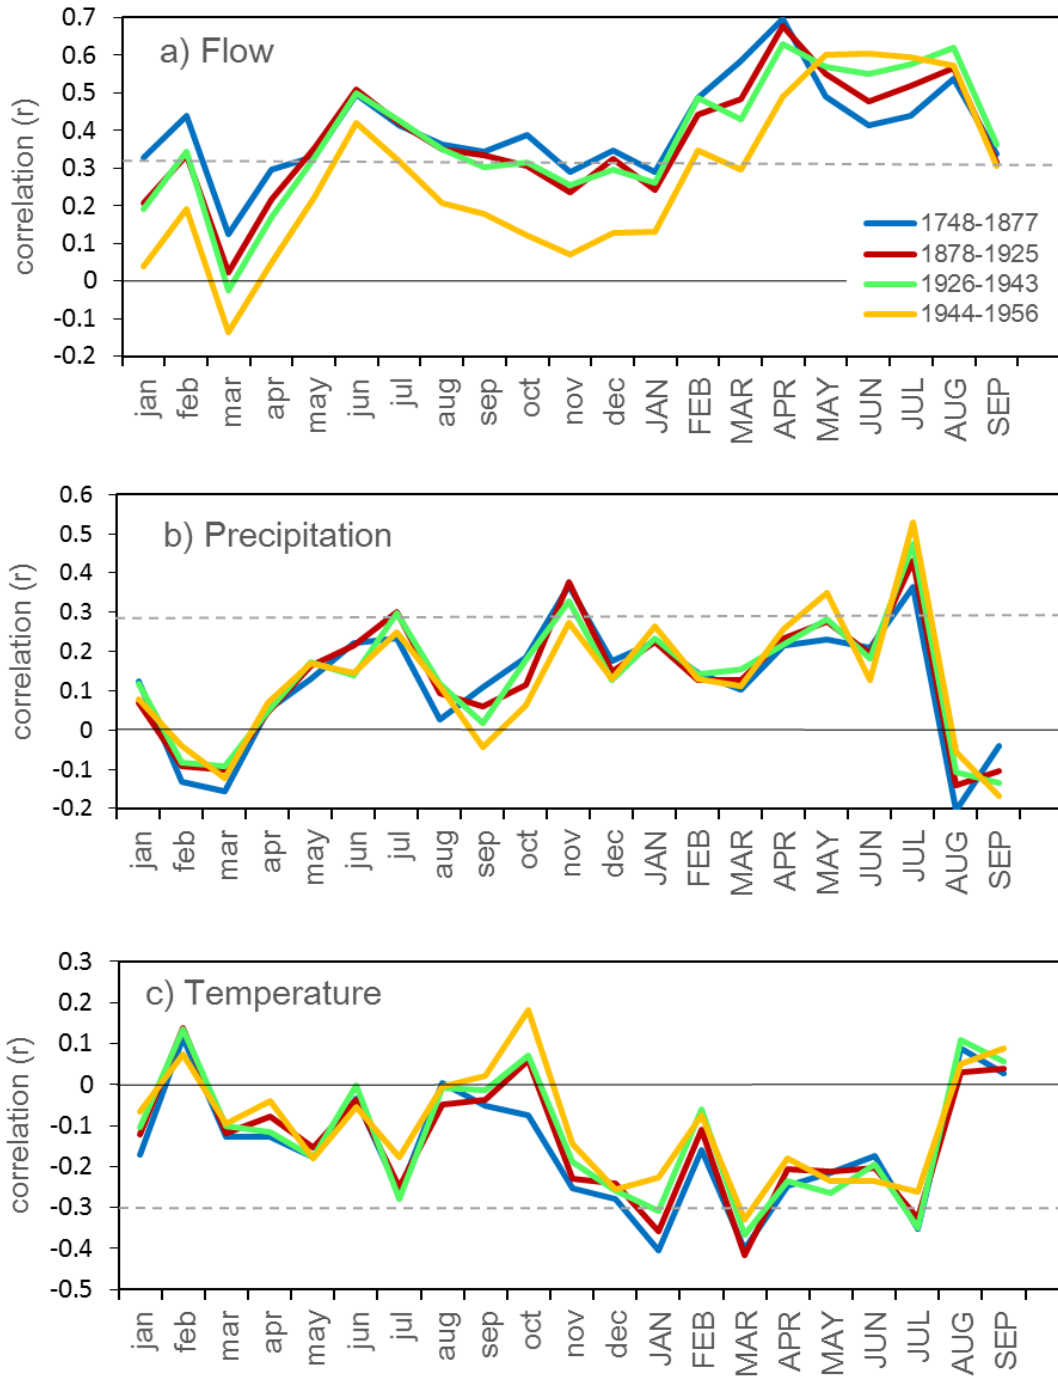 a) Flow
correlation (r)
0.7
0.6
0.5
0.4
0.3
0.2
0.1
0
-0.1
-0.2
1748-1877
1878-1925
1926-1943
1944-1956
jan
feb
mar
apr
may
jun
jul
aug
sep
oct
nov
dec
JAN
FEB
MAR
APR
MAY
JUN
JUL
AUG
SEP
b) Precipitation
correlation (r)
0.6
0.5
0.4
0.3
0.2
0.1
0
-0.1
-0.2
jan
feb
mar
apr
may
jun
jul
aug
sep
oct
nov
dec
JAN
FEB
MAR
APR
MAY
JUN
JUL
AUG
SEP
c) Temperature
correlation (r)
0.3
0.2
0.1
0
-0.1
-0.2
-0.3
-0.4
-0.5
jan
feb
mar
apr
may
jun
jul
aug
sep
oct
nov
dec
JAN
FEB
MAR
APR
MAY
JUN
JUL
AUG
SEP